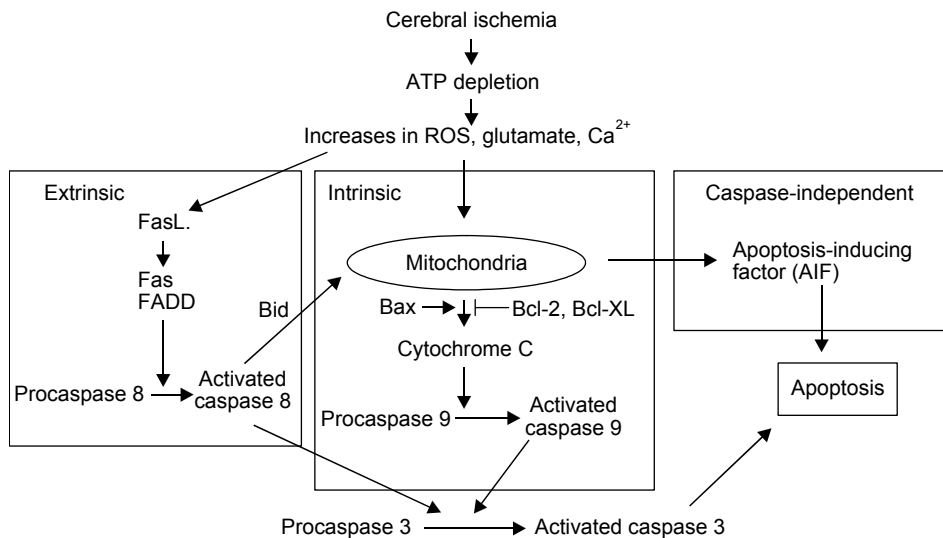 Cerebral ischemia
ATP depletion
Increases in ROS, glutamate, Ca²⁺
Extrinsic
FasL.
Fas
FADD
Bid
Procaspase 8
Activated
caspase 8
Intrinsic
Mitochondria
Bax
Bcl-2, Bcl-XL
Cytochrome C
Procaspase 9
Activated
caspase 9
Caspase-independent
Apoptosis-inducing
factor (AIF)
Apoptosis
Procaspase 3
Activated caspase 3